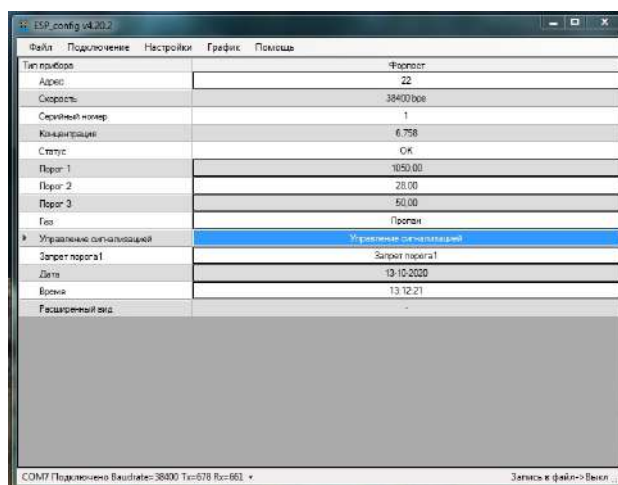 ESP_config v4.20.2
Файл Подключение Настройки График Помощь
Тип прибора Форпост
Адрес 22
Скорость 38400 bps
Серийный номер 1
Концентрация 6.758
Статус OK
Порог 1 1050.00
Порог 2 28.00
Порог 3 50,00
Газ Пропан
Управление сигнализацией Управление сигнализацией
Запрет порога1 Запрет порога1
Дата 13-10-2020
Время 13:12:21
Расширенный вид -
COM7 Подключено Baudrate=38400 Tx=678 Rx=661 Запись в файл->Выкл